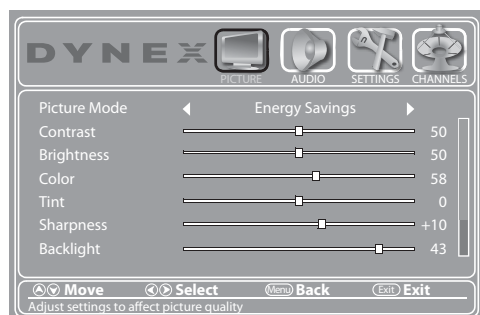 DYNEX
PICTURE AUDIO SETTINGS CHANNELS
Picture Mode Energy Savings
Contrast 50
Brightness 50
Color 58
Tint 0
Sharpness +10
Backlight 43
Move Select Menu Back Exit Exit
Adjust settings to affect picture quality